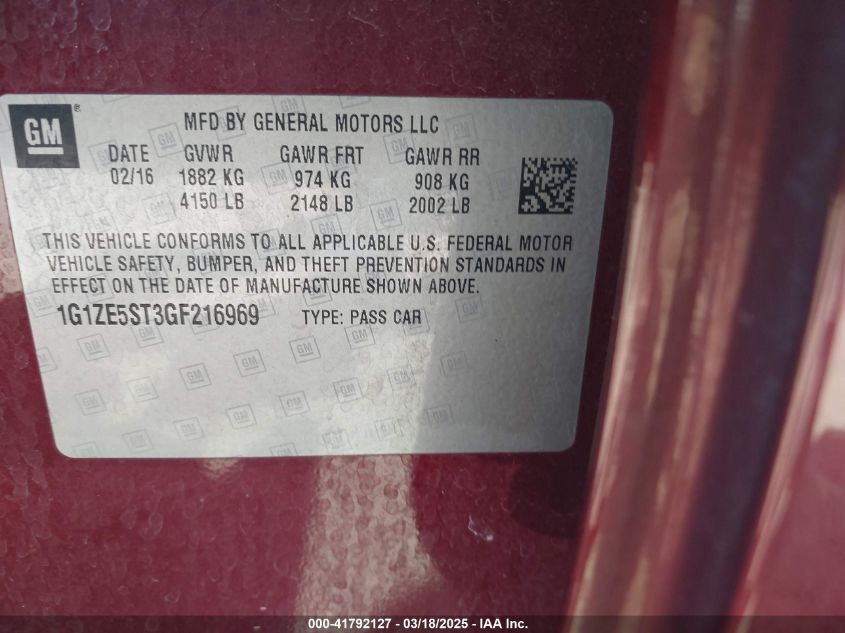 GM ® MFD BY GENERAL MOTORS LLC
DATE GVWR GAWR FRT GAWR RR
02/16 1882 KG 974 KG 908 KG
4150 LB 2148 LB 2002 LB
THIS VEHICLE CONFORMS TO ALL APPLICABLE U.S. FEDERAL MOTOR
VEHICLE SAFETY, BUMPER, AND THEFT PREVENTION STANDARDS IN
EFFECT ON THE DATE OF MANUFACTURE SHOWN ABOVE.
1G1ZE5ST3GF216969 TYPE: PASS CAR
000-41792127 - 03/18/2025 - IAA Inc.